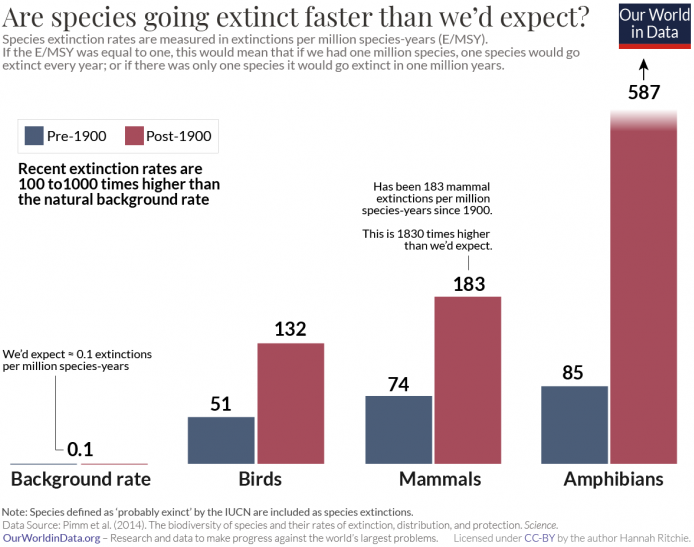 Are species going extinct faster than we'd expect?
Our World
in Data
Species extinction rates are measured in extinctions per million species-years (E/MSY).
If the E/MSY was equal to one, this would mean that if we had one million species, one species would go
extinct every year; or if there was only one species it would go extinct in one million years.
587
Pre-1900
Post-1900
Recent extinction rates are
100 to1000 times higher than
the natural background rate
Has been 183 mammal
extinctions per million
species-years since 1900.
This is 1830 times higher
than we'd expect.
183
132
We'd expect ≈ 0.1 extinctions
per million species-years
85
74
51
0.1
Background rate
Birds
Mammals
Amphibians
Note: Species defined as 'probably exinct' by the IUCN are included as species extinctions.
Data Source: Pimm et al. (2014). The biodiversity of species and their rates of extinction, distribution, and protection. Science.
OurWorldinData.org – Research and data to make progress against the world's largest problems.
Licensed under CC-BY by the author Hannah Ritchie.